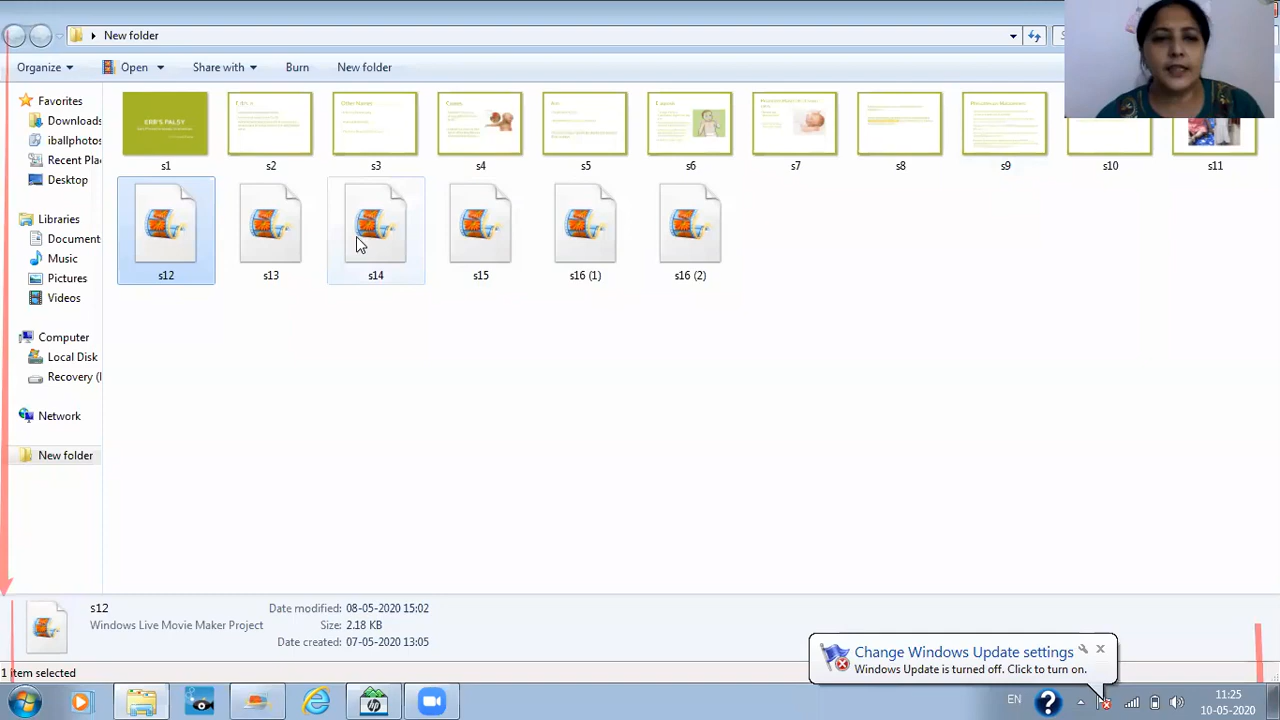 New folder
Organize
Open
Share with
Burn
New folder
Favorites
Downloads
iballphotos
Recent Pla
Desktop
Libraries
Document
Music
Pictures
Videos
Computer
Local Disk
Recovery (
Network
New folder
ERB'S PALSY
Other Names
s1
s2
s3
s4
s5
s6
s7
s8
s9
s10
s11
s12
s13
s14
s15
s16 (1)
s16 (2)
s12
Windows Live Movie Maker Project
Date modified: 08-05-2020 15:02
Size: 2.18 KB
Date created: 07-05-2020 13:05
1 item selected
Change Windows Update settings
Windows Update is turned off. Click to turn on.
EN
11:25
10-05-2020